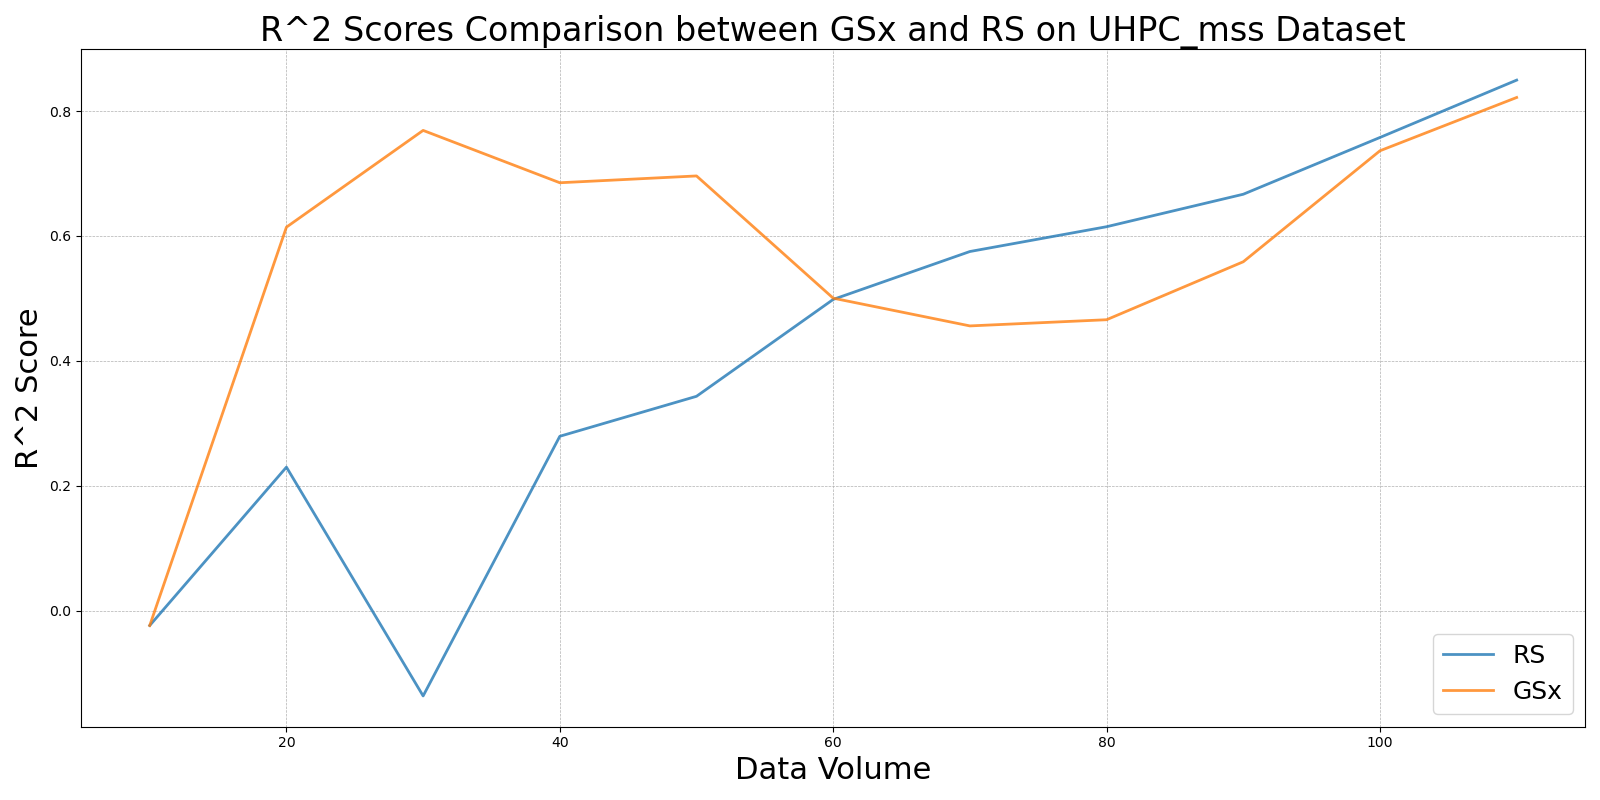 R^2 Scores Comparison between GSx and RS on UHPC_mss Dataset
R^2 Score
0.8
0.6
0.4
0.2
0.0
20 40 60 80 100
Data Volume
RS
GSx